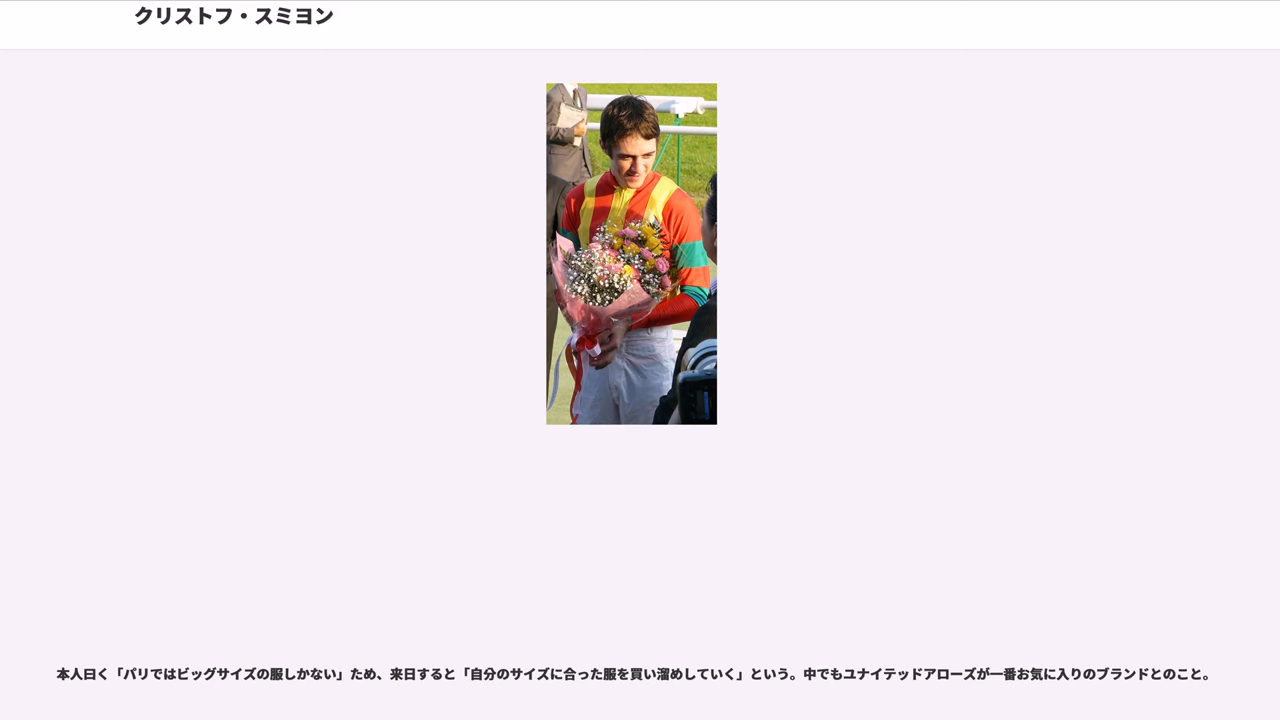 クリストフ・スミヨン
本人曰く「パリではビッグサイズの服しかない」ため、来日すると「自分のサイズに合った服を買い溜めしていく」という。中でもユナイテッドアローズが一番お気に入りのブランドとのこと。